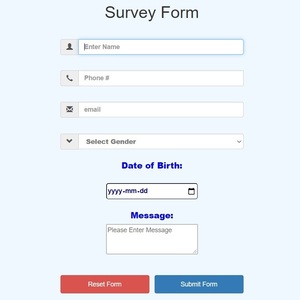 Survey Form
Enter Name
Phone #
email
Select Gender
Date of Birth:
yyyy-mm-dd
Message:
Please Enter Message
Reset Form
Submit Form